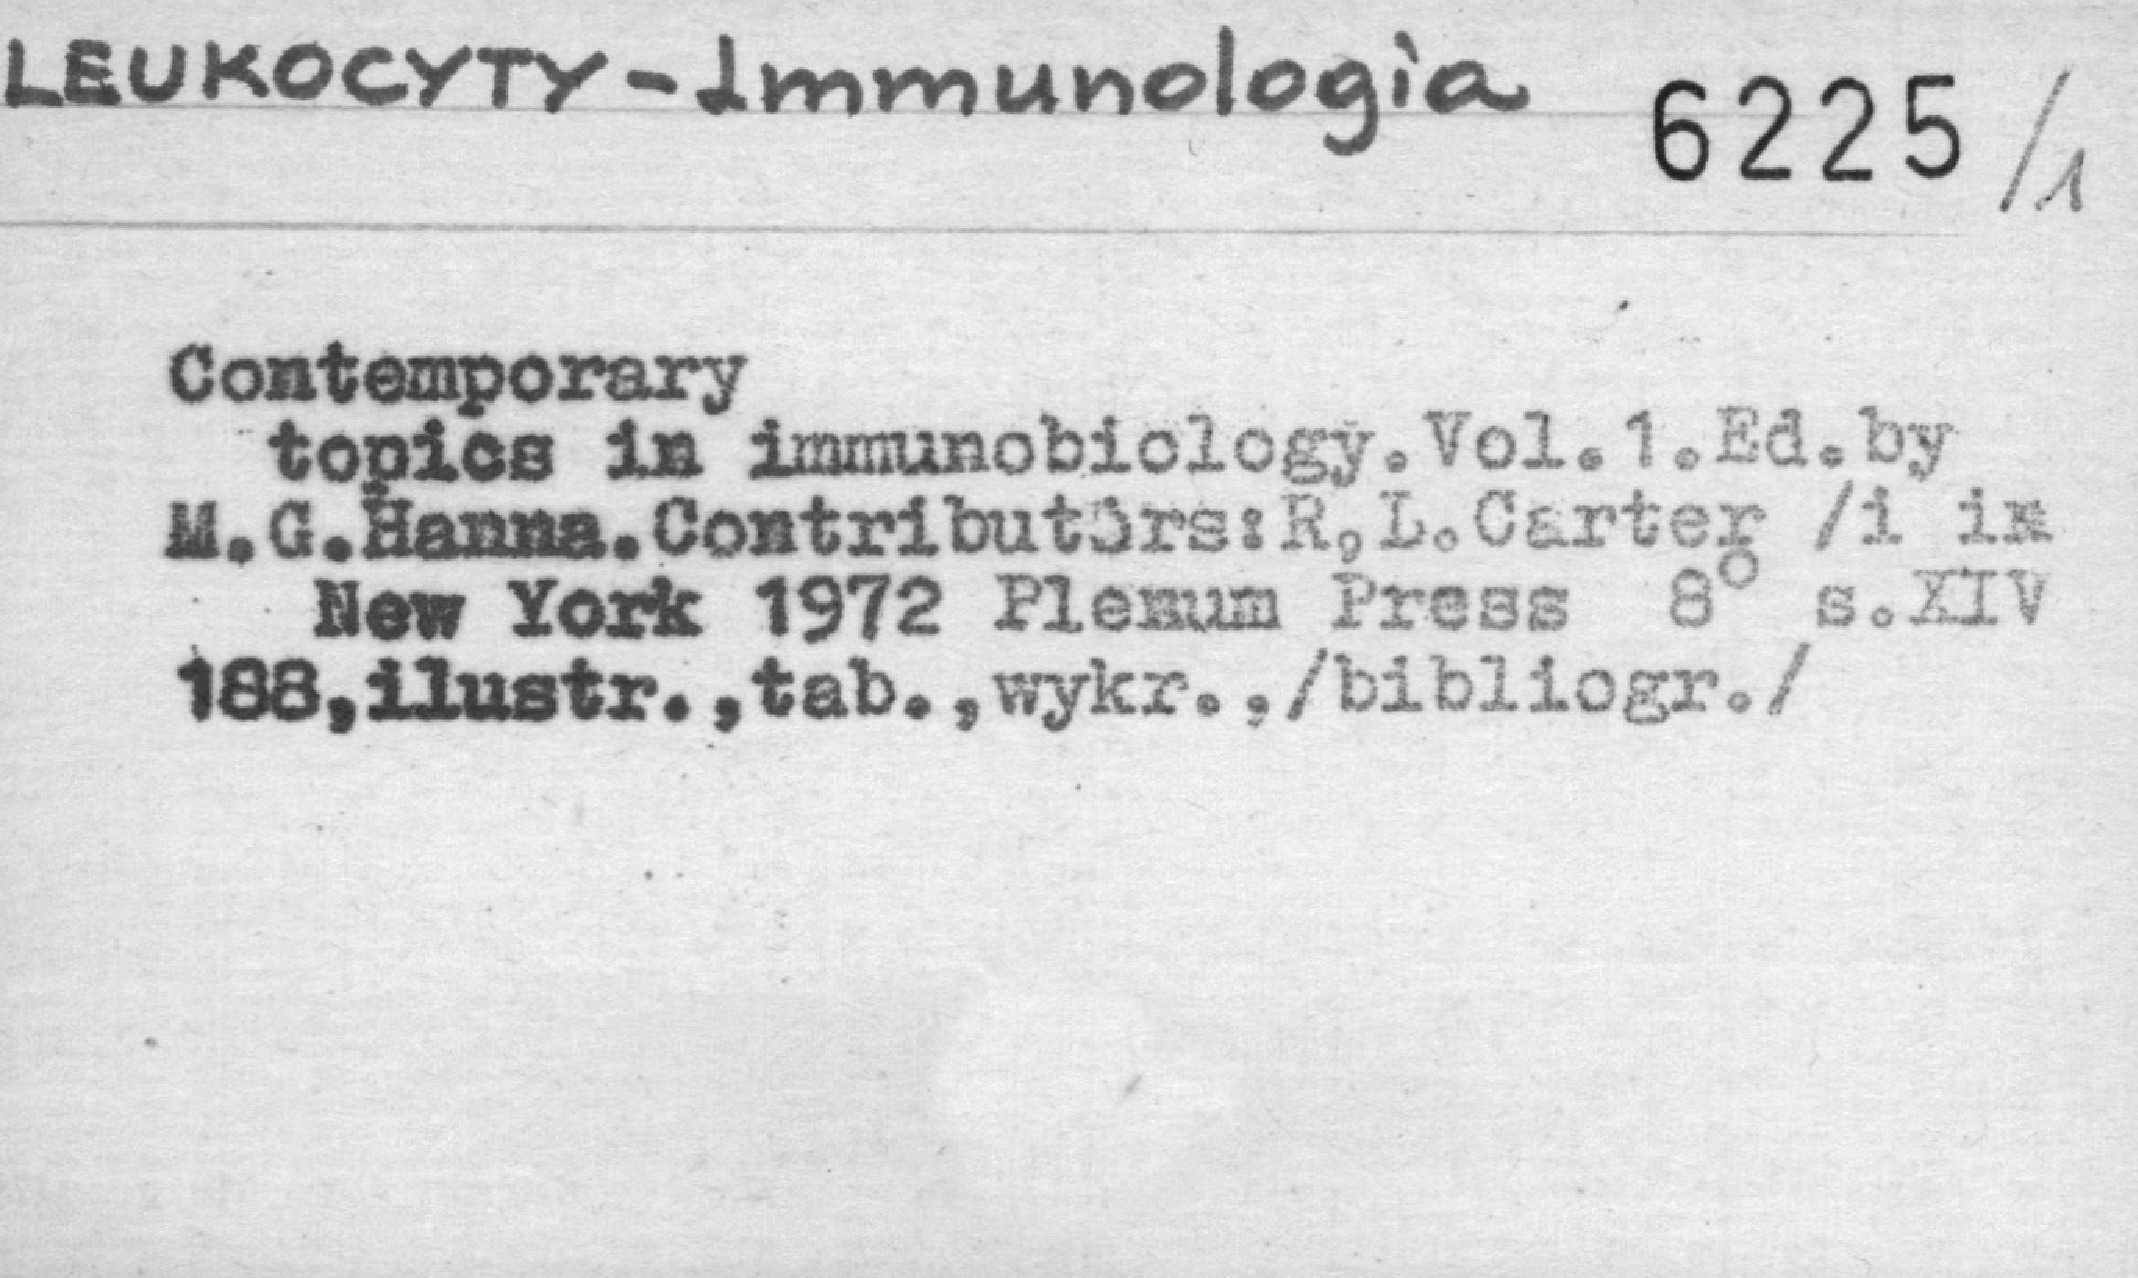 LEUKOCYTY - Immunologia 6225/1
Contemporary
topics in immunobiology.Vol.1.Ed.by
M.G.Hanna.Contributors:R,L.Carter /i in
New York 1972 Plenum Press 8° s.XIV
188,ilustr.,tab.,wykr.,/bibliogr./